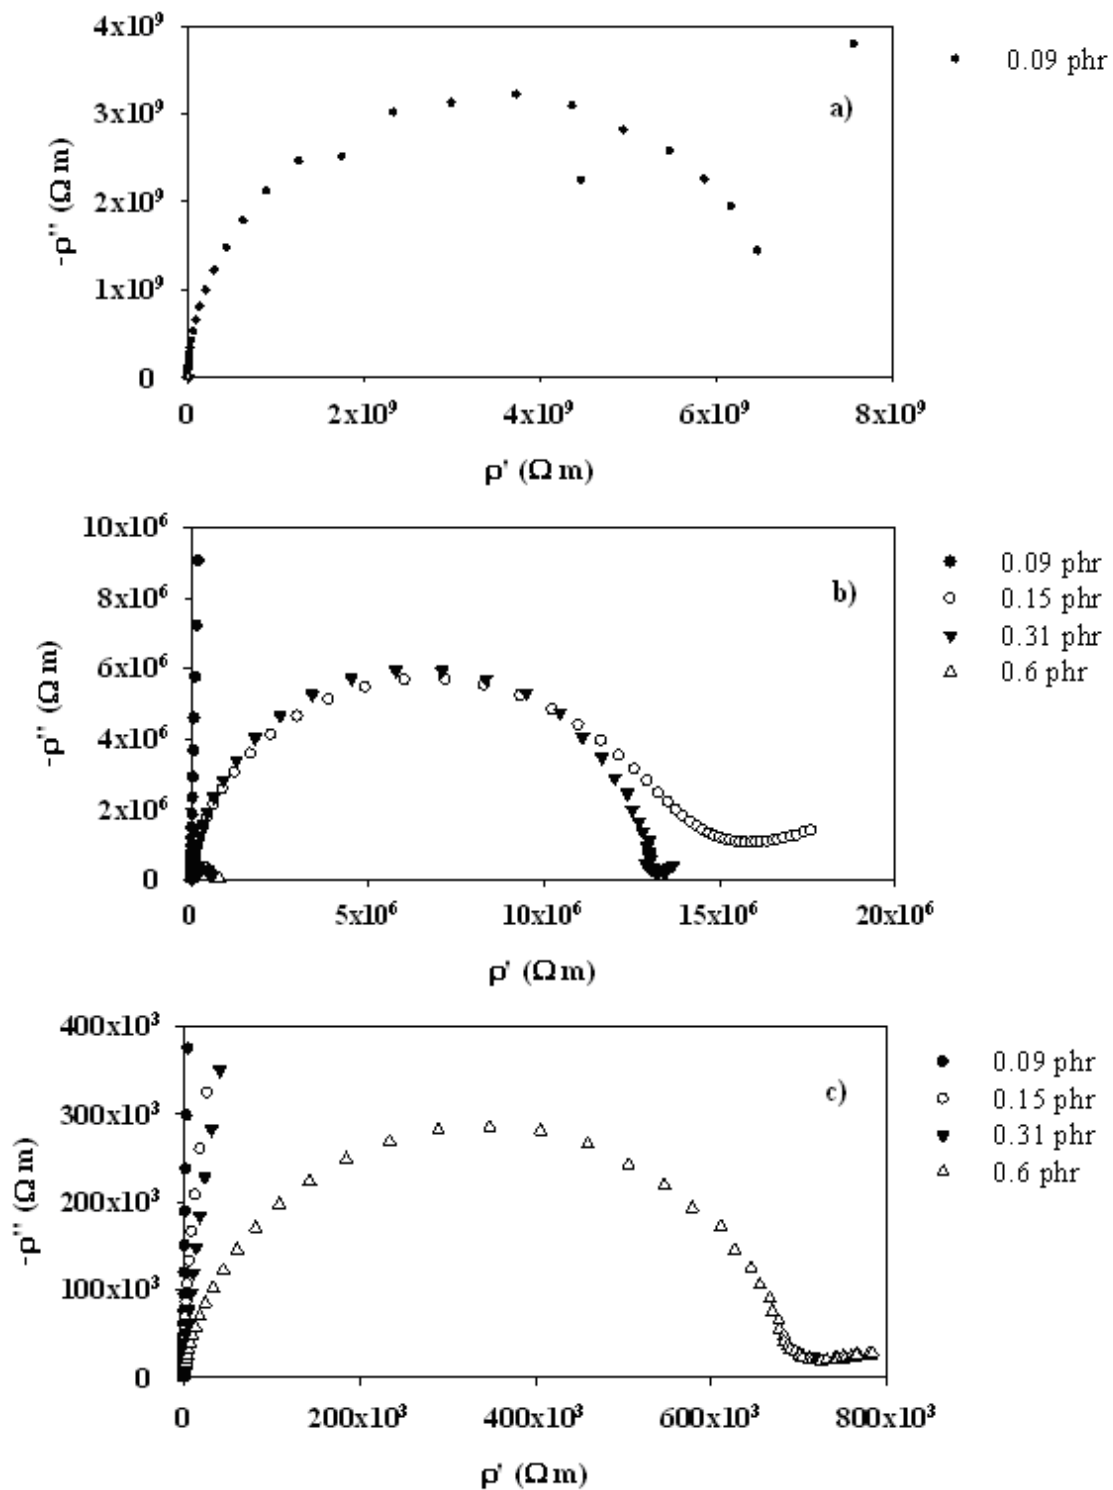 4x10⁹
3x10⁹
2x10⁹
1x10⁹
0
-ρ'' (Ω m)
a)
0.09 phr
0 2x10⁹ 4x10⁹ 6x10⁹ 8x10⁹
ρ' (Ω m)
10x10⁶
8x10⁶
6x10⁶
4x10⁶
2x10⁶
0
-ρ'' (Ω m)
b)
0.09 phr
0.15 phr
0.31 phr
0.6 phr
0 5x10⁶ 10x10⁶ 15x10⁶ 20x10⁶
ρ' (Ω m)
400x10³
300x10³
200x10³
100x10³
0
-ρ'' (Ω m)
c)
0.09 phr
0.15 phr
0.31 phr
0.6 phr
0 200x10³ 400x10³ 600x10³ 800x10³
ρ' (Ω m)